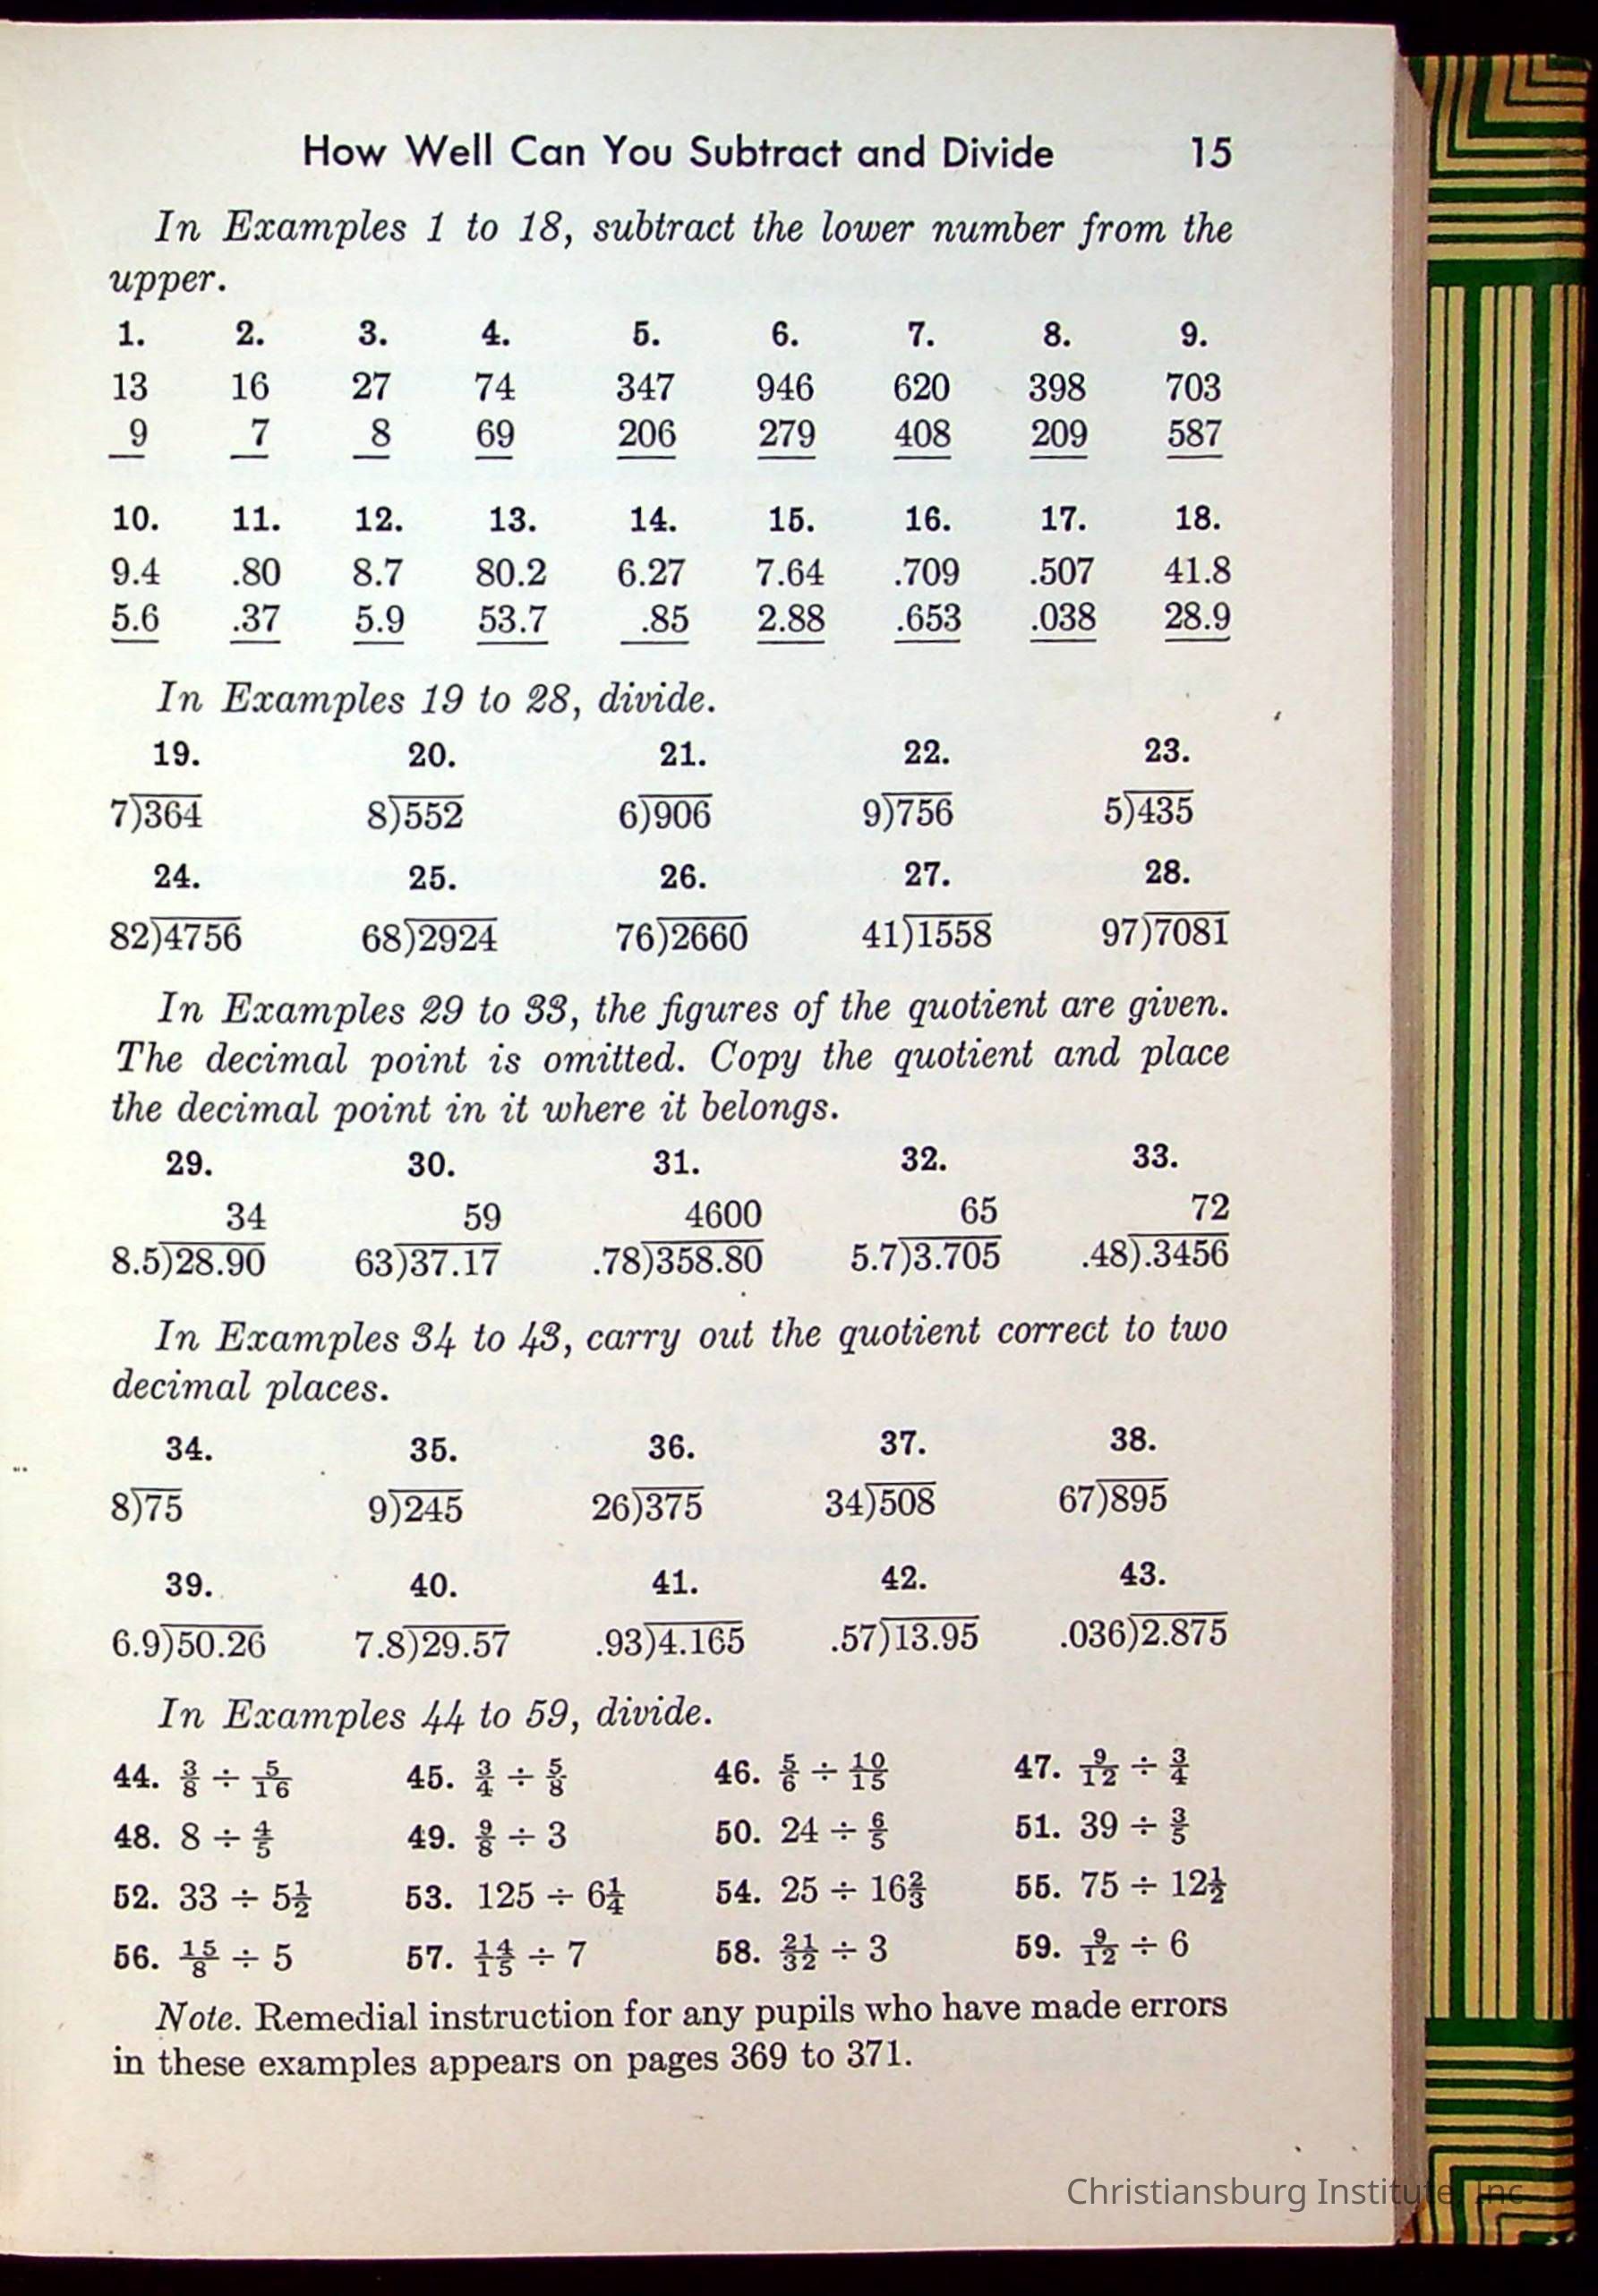 How Well Can You Subtract and Divide 15
In Examples 1 to 18, subtract the lower number from the
upper.
1. 2. 3. 4. 5. 6. 7. 8. 9.
13 16 27 74 347 946 620 398 703
9 7 8 69 206 279 408 209 587
10. 11. 12. 13. 14. 15. 16. 17. 18.
9.4 .80 8.7 80.2 6.27 7.64 .709 .507 41.8
5.6 .37 5.9 53.7 .85 2.88 .653 .038 28.9
In Examples 19 to 28, divide.
19. 20. 21. 22. 23.
7)364 8)552 6)906 9)756 5)435
24. 25. 26. 27. 28.
82)4756 68)2924 76)2660 41)1558 97)7081
In Examples 29 to 33, the figures of the quotient are given.
The decimal point is omitted. Copy the quotient and place
the decimal point in it where it belongs.
29. 30. 31. 32. 33.
34 59 4600 65 72
8.5)28.90 63)37.17 .78)358.80 5.7)3.705 .48).3456
In Examples 34 to 43, carry out the quotient correct to two
decimal places.
34. 35. 36. 37. 38.
8)75 9)245 26)375 34)508 67)895
39. 40. 41. 42. 43.
6.9)50.26 7.8)29.57 .93)4.165 .57)13.95 .036)2.875
In Examples 44 to 59, divide.
44. 3/8 ÷ 5/16 45. 3/4 ÷ 5/8 46. 5/6 ÷ 10/15 47. 9/12 ÷ 3/4
48. 8 ÷ 4/5 49. 9/8 ÷ 3 50. 24 ÷ 6/5 51. 39 ÷ 3/5
52. 33 ÷ 5 1/2 53. 125 ÷ 6 1/4 54. 25 ÷ 16 2/3 55. 75 ÷ 12 1/2
56. 15/8 ÷ 5 57. 14/15 ÷ 7 58. 21/32 ÷ 3 59. 9/12 ÷ 6
Note. Remedial instruction for any pupils who have made errors
in these examples appears on pages 369 to 371.
Christiansburg Institute, Inc.